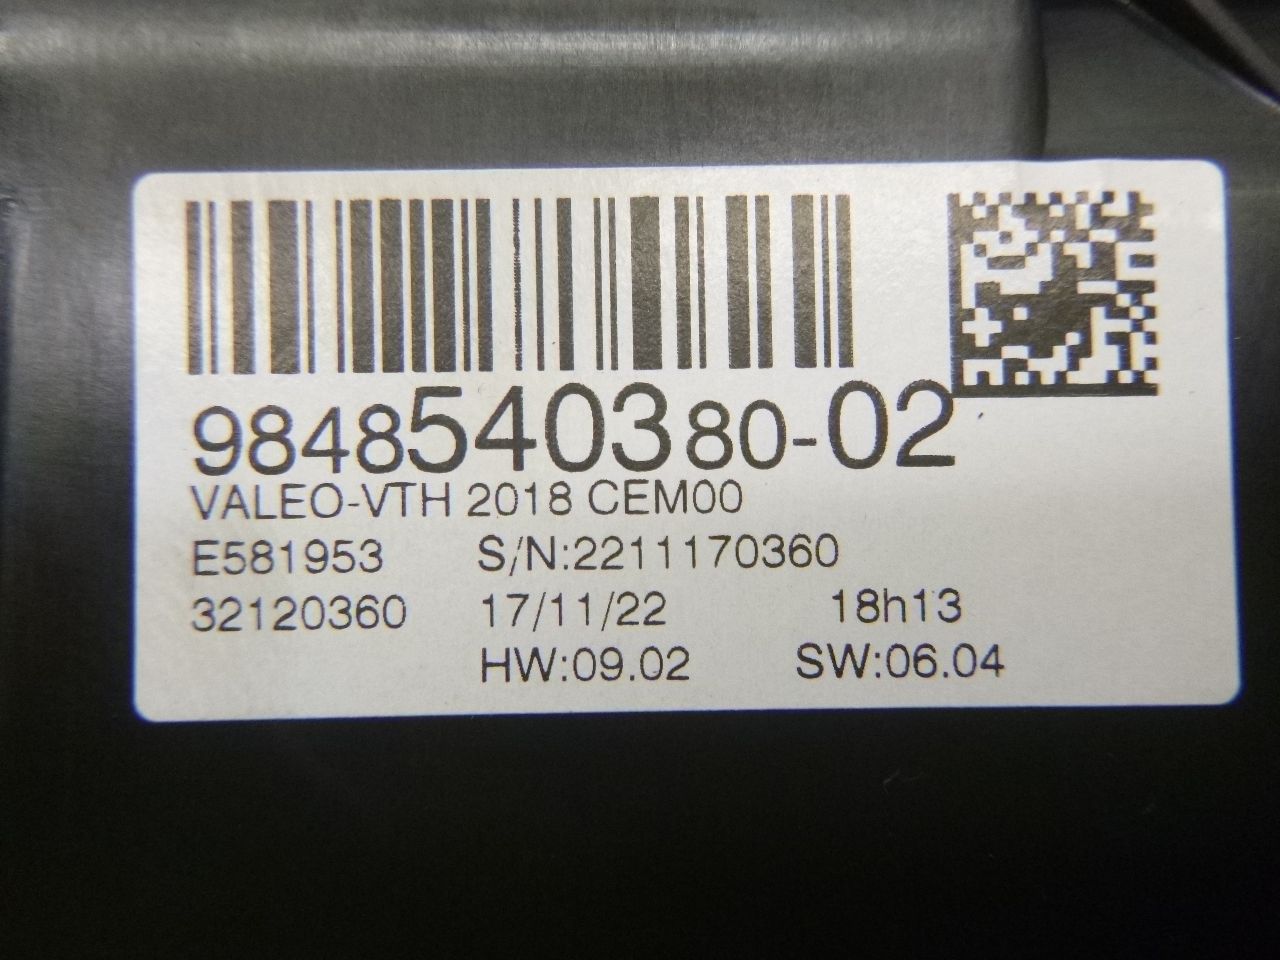 9848540380-02
VALEO-VTH 2018 CEM00
E581953 S/N:2211170360
32120360 17/11/22 18h13
HW:09.02 SW:06.04